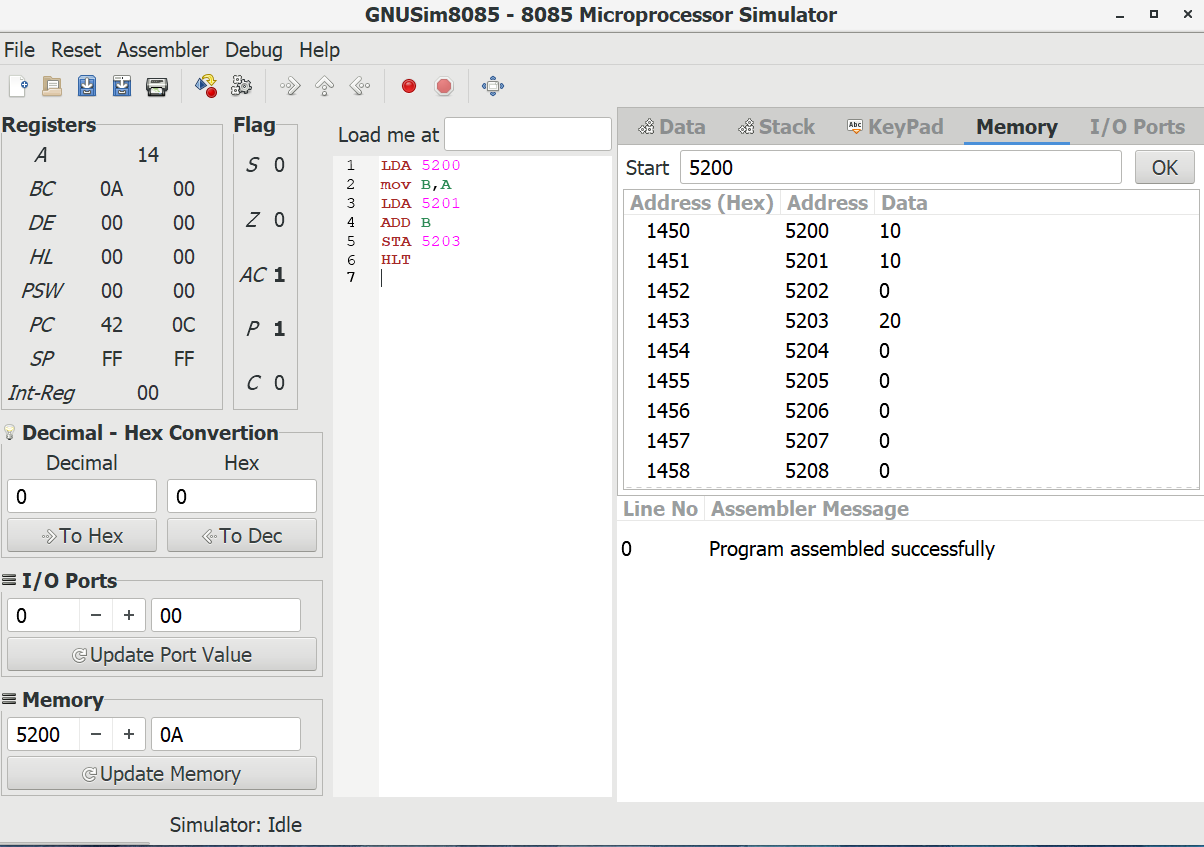 GNUSim8085 - 8085 Microprocessor Simulator
File Reset Assembler Debug Help
Registers
A 14
BC 0A 00
DE 00 00
HL 00 00
PSW 00 00
PC 42 0C
SP FF FF
Int-Reg 00
Flag
S 0
Z 0
AC 1
P 1
C 0
Decimal - Hex Convertion
Decimal Hex
0 0
To Hex To Dec
I/O Ports
0 − + 00
Update Port Value
Memory
5200 − + 0A
Update Memory
Load me at
1 LDA 5200
2 mov B,A
3 LDA 5201
4 ADD B
5 STA 5203
6 HLT
7
Data Stack Abc KeyPad Memory I/O Ports
Start 5200 OK
Address (Hex) Address Data
1450 5200 10
1451 5201 10
1452 5202 0
1453 5203 20
1454 5204 0
1455 5205 0
1456 5206 0
1457 5207 0
1458 5208 0
Line No Assembler Message
0 Program assembled successfully
Simulator: Idle